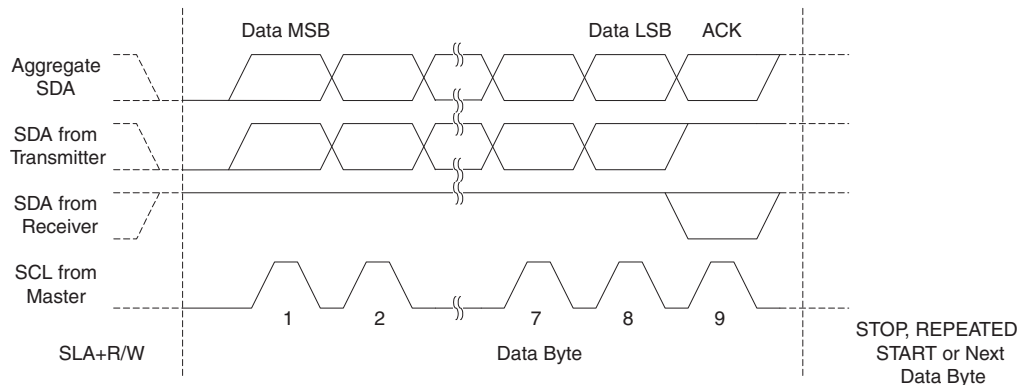 Data MSB
Data LSB
ACK
Aggregate
SDA
SDA from
Transmitter
SDA from
Receiver
SCL from
Master
1
2
7
8
9
SLA+R/W
Data Byte
STOP, REPEATED
START or Next
Data Byte